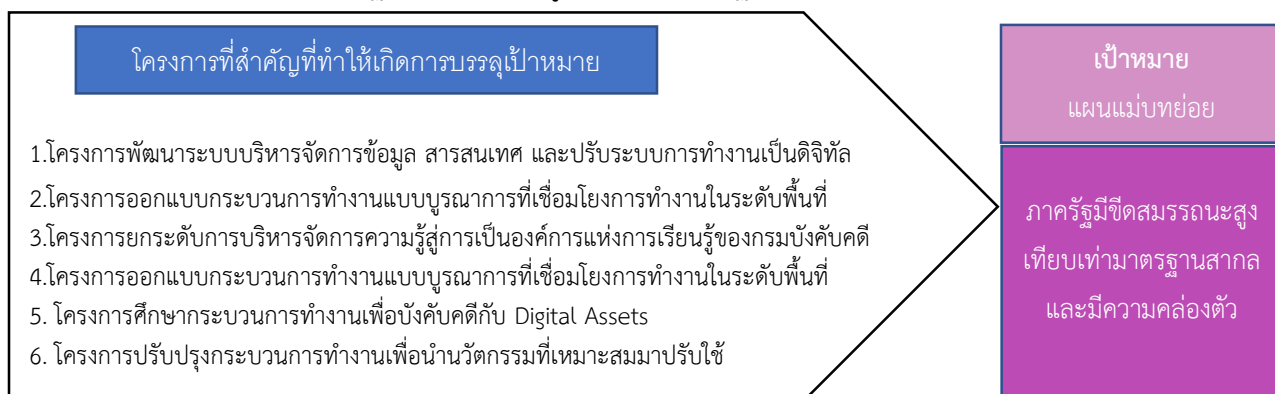 โครงการที่สำคัญที่ทำให้เกิดการบรรลุเป้าหมาย
1.โครงการพัฒนาระบบบริหารจัดการข้อมูล สารสนเทศ และปรับระบบการทำงานเป็นดิจิทัล
2.โครงการออกแบบกระบวนการทำงานแบบบูรณาการที่เชื่อมโยงการทำงานในระดับพื้นที่
3.โครงการยกระดับการบริหารจัดการความรู้สู่การเป็นองค์การแห่งการเรียนรู้ของกรมบังคับคดี
4.โครงการออกแบบกระบวนการทำงานแบบบูรณาการที่เชื่อมโยงการทำงานในระดับพื้นที่
5. โครงการศึกษากระบวนการทำงานเพื่อบังคับคดีกับ Digital Assets
6. โครงการปรับปรุงกระบวนการทำงานเพื่อนำนวัตกรรมที่เหมาะสมมาปรับใช้
เป้าหมาย
แผนแม่บทย่อย
ภาครัฐมีขีดสมรรถนะสูง
เทียบเท่ามาตรฐานสากล
และมีความคล่องตัว